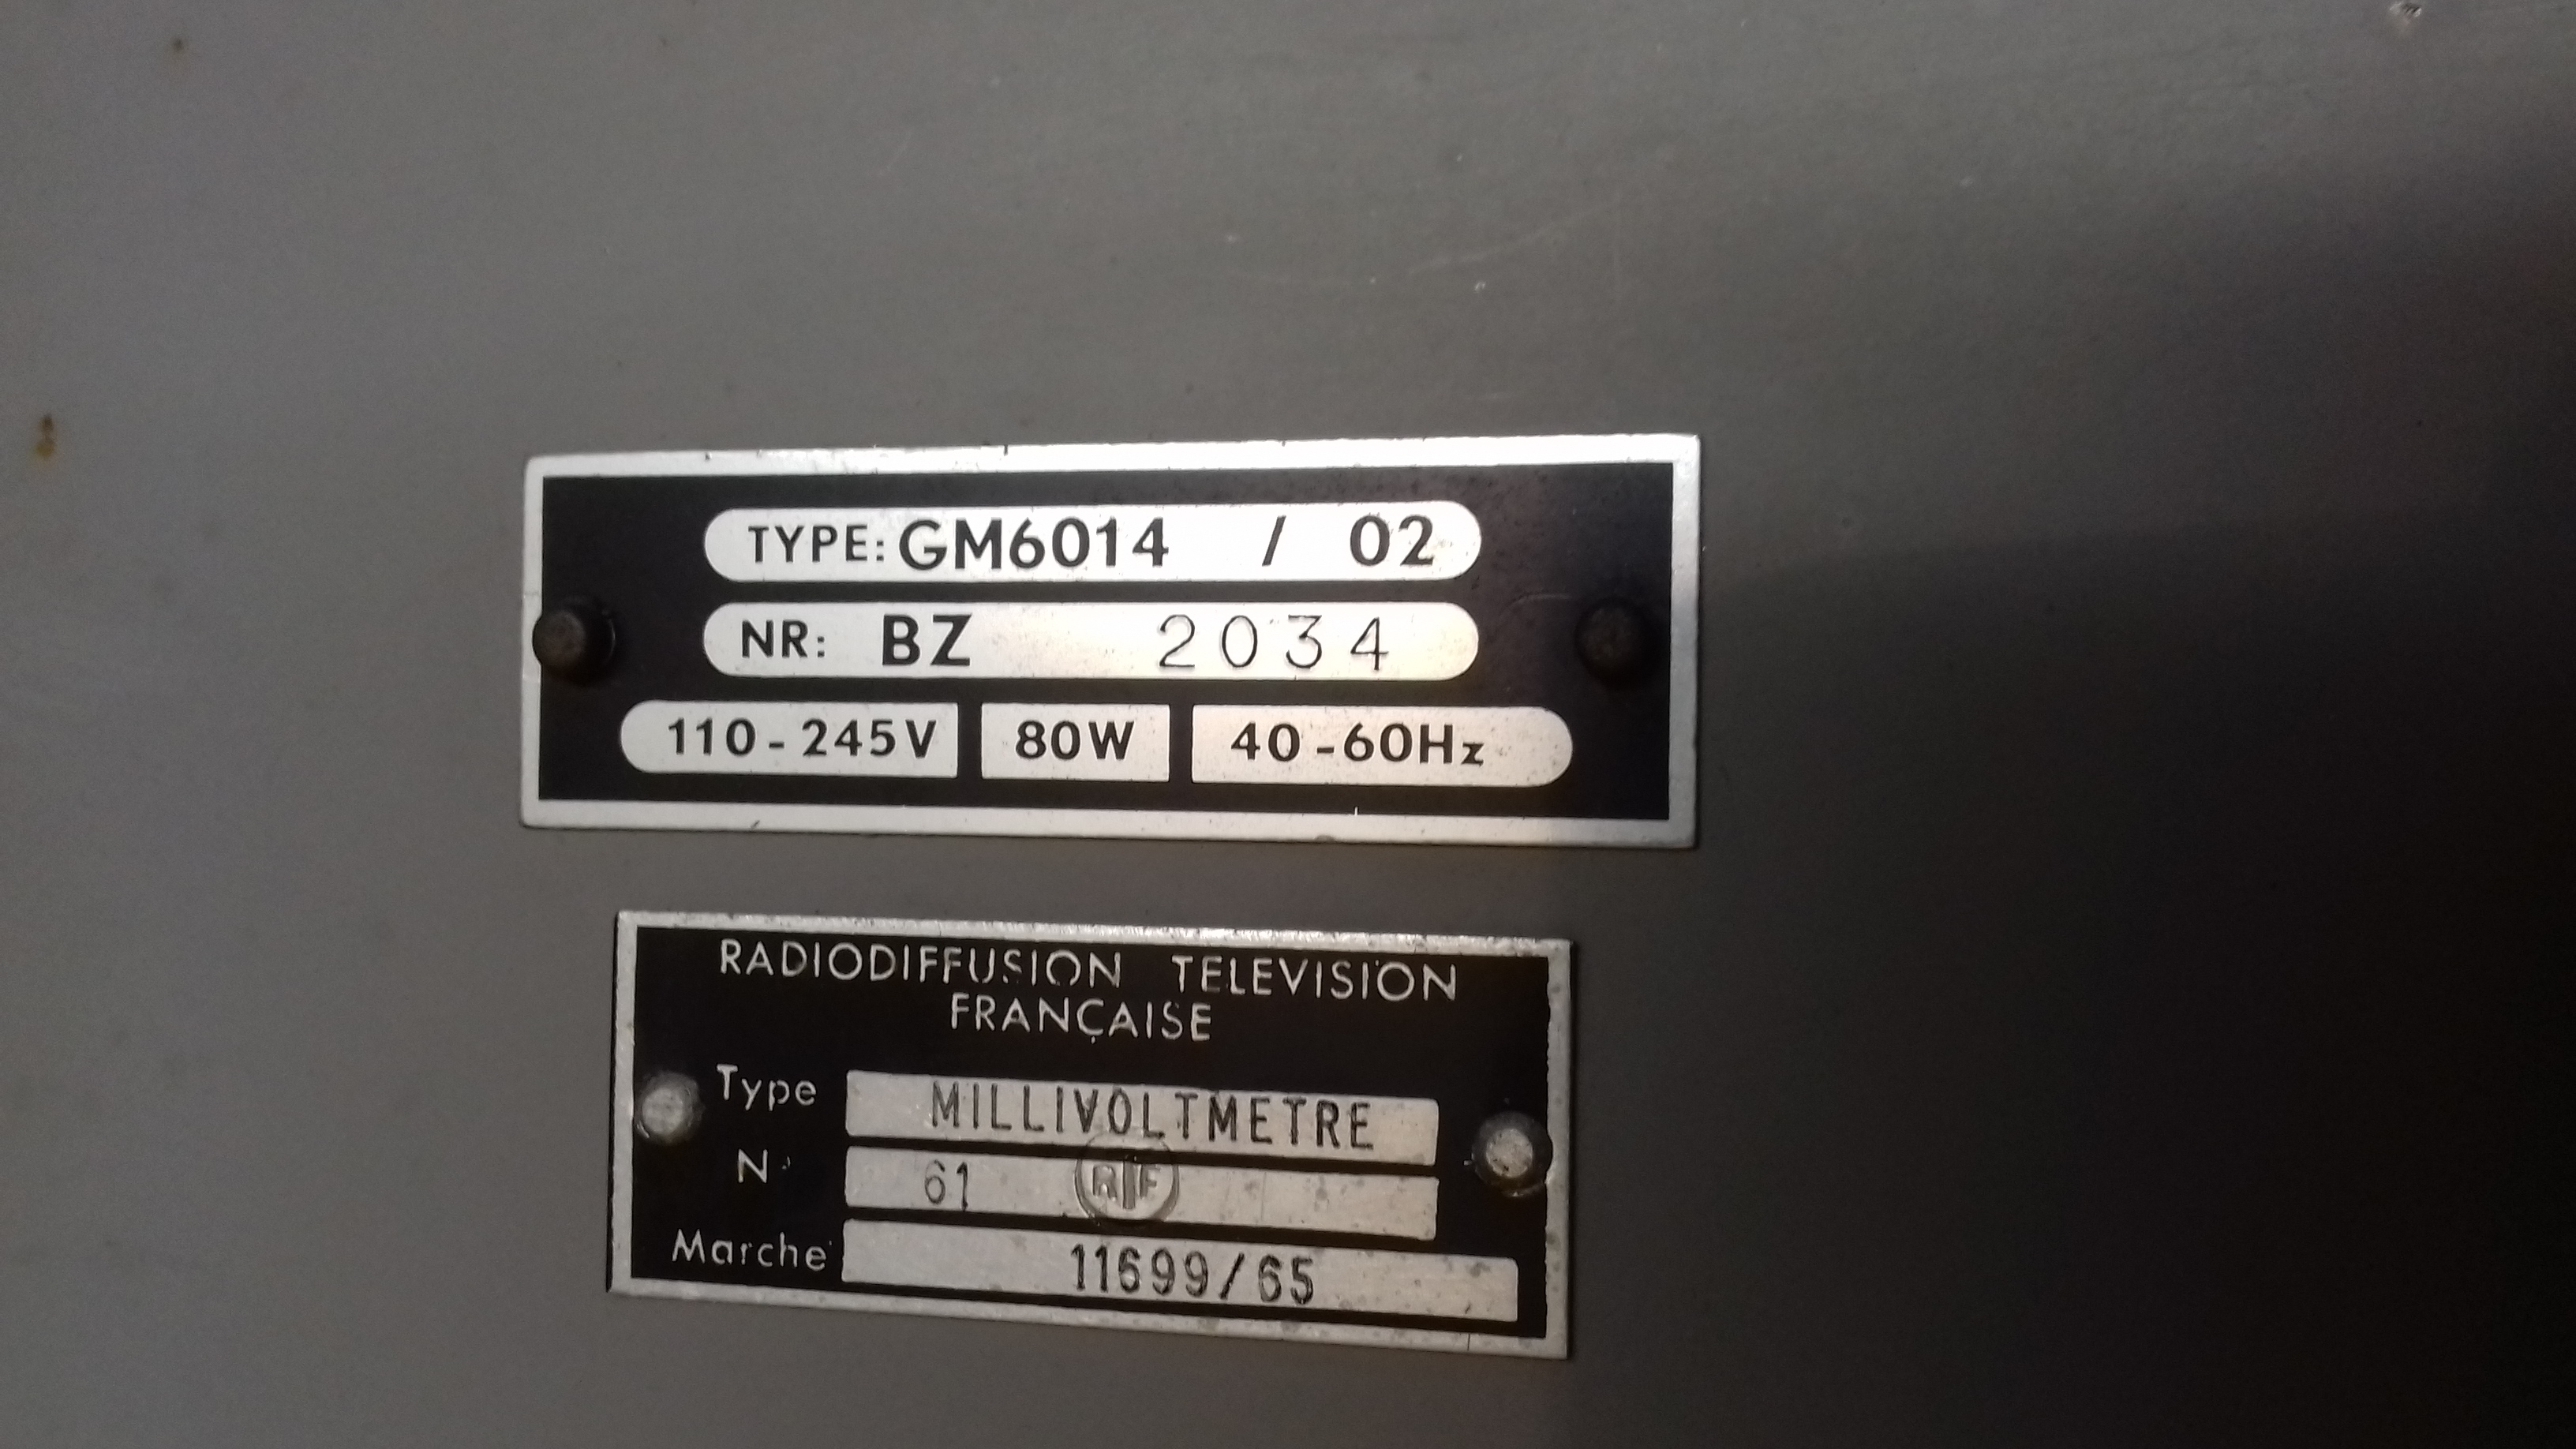 TYPE: GM6014 / 02
NR: BZ 2034
110-245V 80W 40-60Hz
RADIODIFFUSION TELEVISION
FRANÇAISE
Type MILLIVOLTMETRE
N° 61 RTF
Marché 11699/65